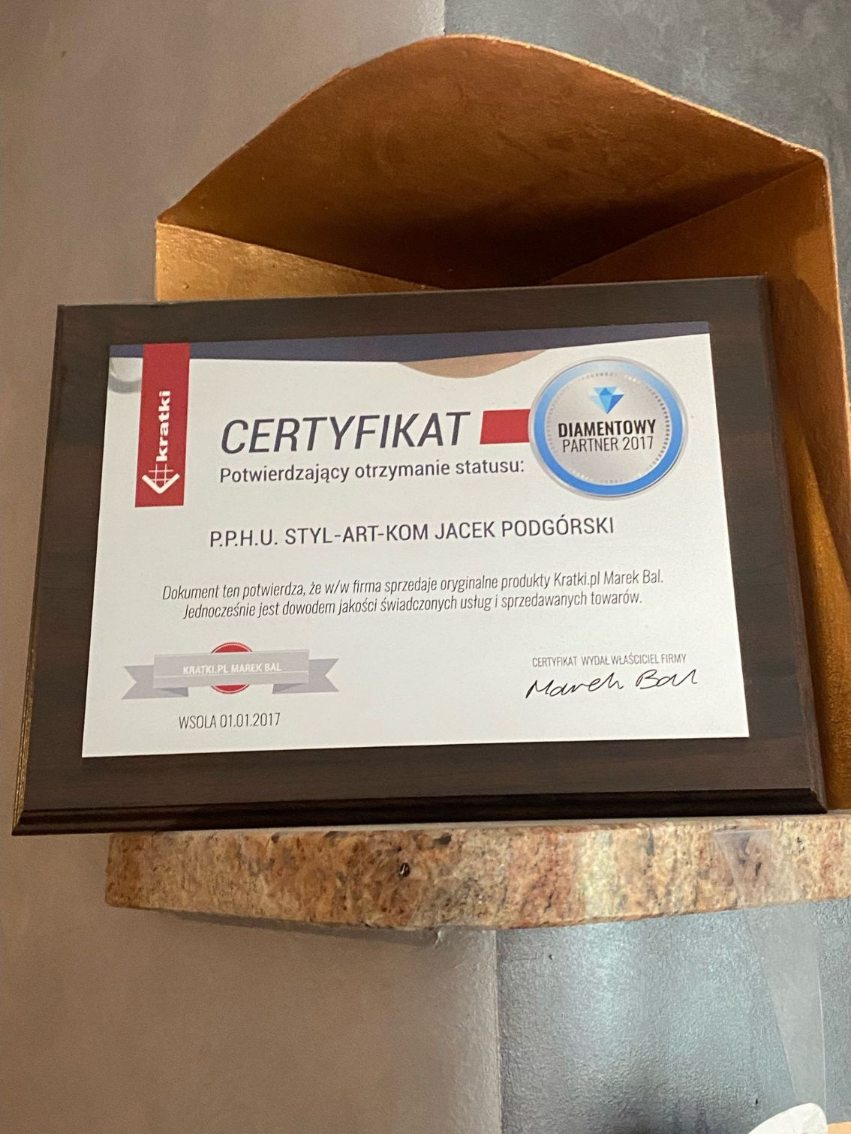 kratki
CERTYFIKAT
Potwierdzający otrzymanie statusu:
DIAMENTOWY
PARTNER 2017
P.P.H.U. STYL-ART-KOM JACEK PODGÓRSKI
Dokument ten potwierdza, że w/w firma sprzedaje oryginalne produkty Kratki.pl Marek Bal.
Jednocześnie jest dowodem jakości świadczonych usług i sprzedawanych towarów.
KRATKI.PL MAREK BAL
WSOLA 01.01.2017
CERTYFIKAT WYDAŁ WŁAŚCICIEL FIRMY
Marek Bal